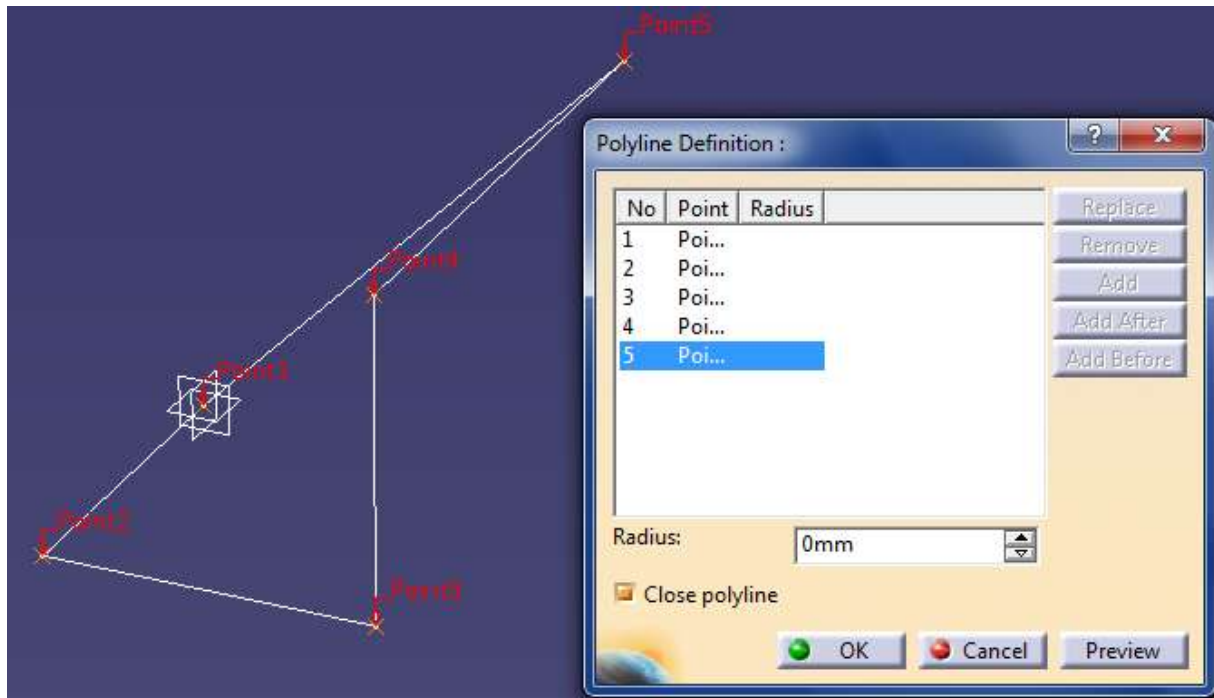 Point5
Polyline Definition :
?
X
No Point Radius
1 Poi...
2 Poi...
3 Poi...
4 Poi...
5 Poi...
Replace
Remove
Add
Add After
Add Before
Point4
Point1
Point2
Point3
Radius:
0mm
Close polyline
OK
Cancel
Preview